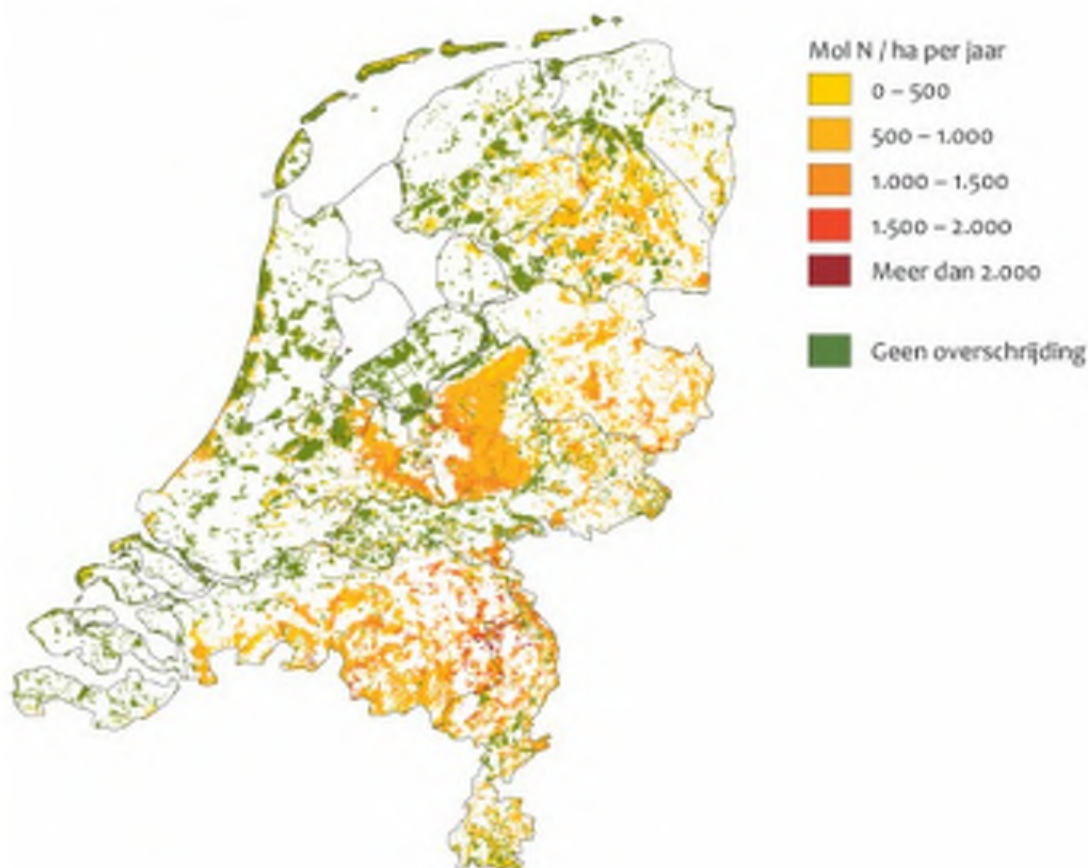 Mol N / ha per jaar
0 – 500
500 – 1.000
1.000 – 1.500
1.500 – 2.000
Meer dan 2.000
Geen overschrijding